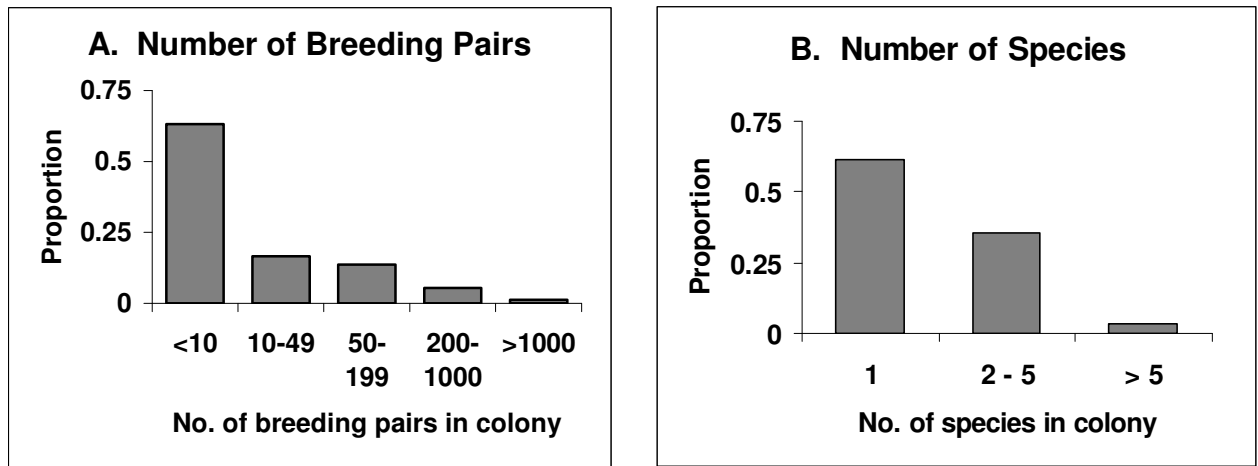 A. Number of Breeding Pairs
0.75
0.5
0.25
0
Proportion
<10 10-49 50- 200- >1000
199 1000
No. of breeding pairs in colony
B. Number of Species
0.75
0.5
0.25
0
Proportion
1 2 - 5 > 5
No. of species in colony